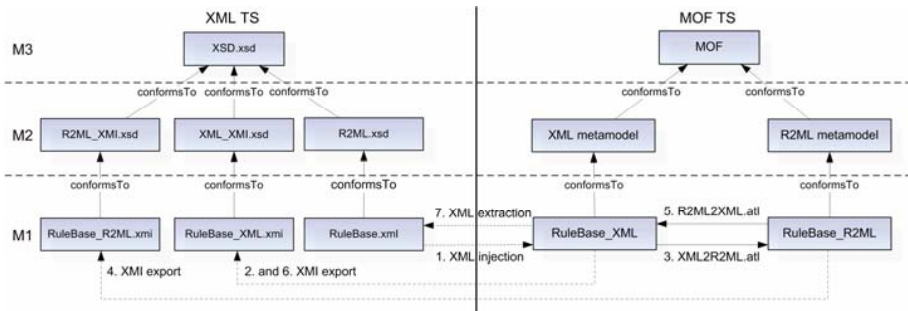 XML TS
MOF TS
M3
XSD.xsd
MOF
conformsTo
conformsTo
conformsTo
conformsTo
conformsTo
M2
R2ML_XMI.xsd
XML_XMI.xsd
R2ML.xsd
XML metamodel
R2ML metamodel
conformsTo
conformsTo
conformsTo
conformsTo
conformsTo
7. XML extraction
5. R2ML2XML.atl
M1
RuleBase_R2ML.xmi
RuleBase_XML.xmi
RuleBase.xml
RuleBase_XML
RuleBase_R2ML
4. XMI export
2. and 6. XMI export
1. XML injection
3. XML2R2ML.atl